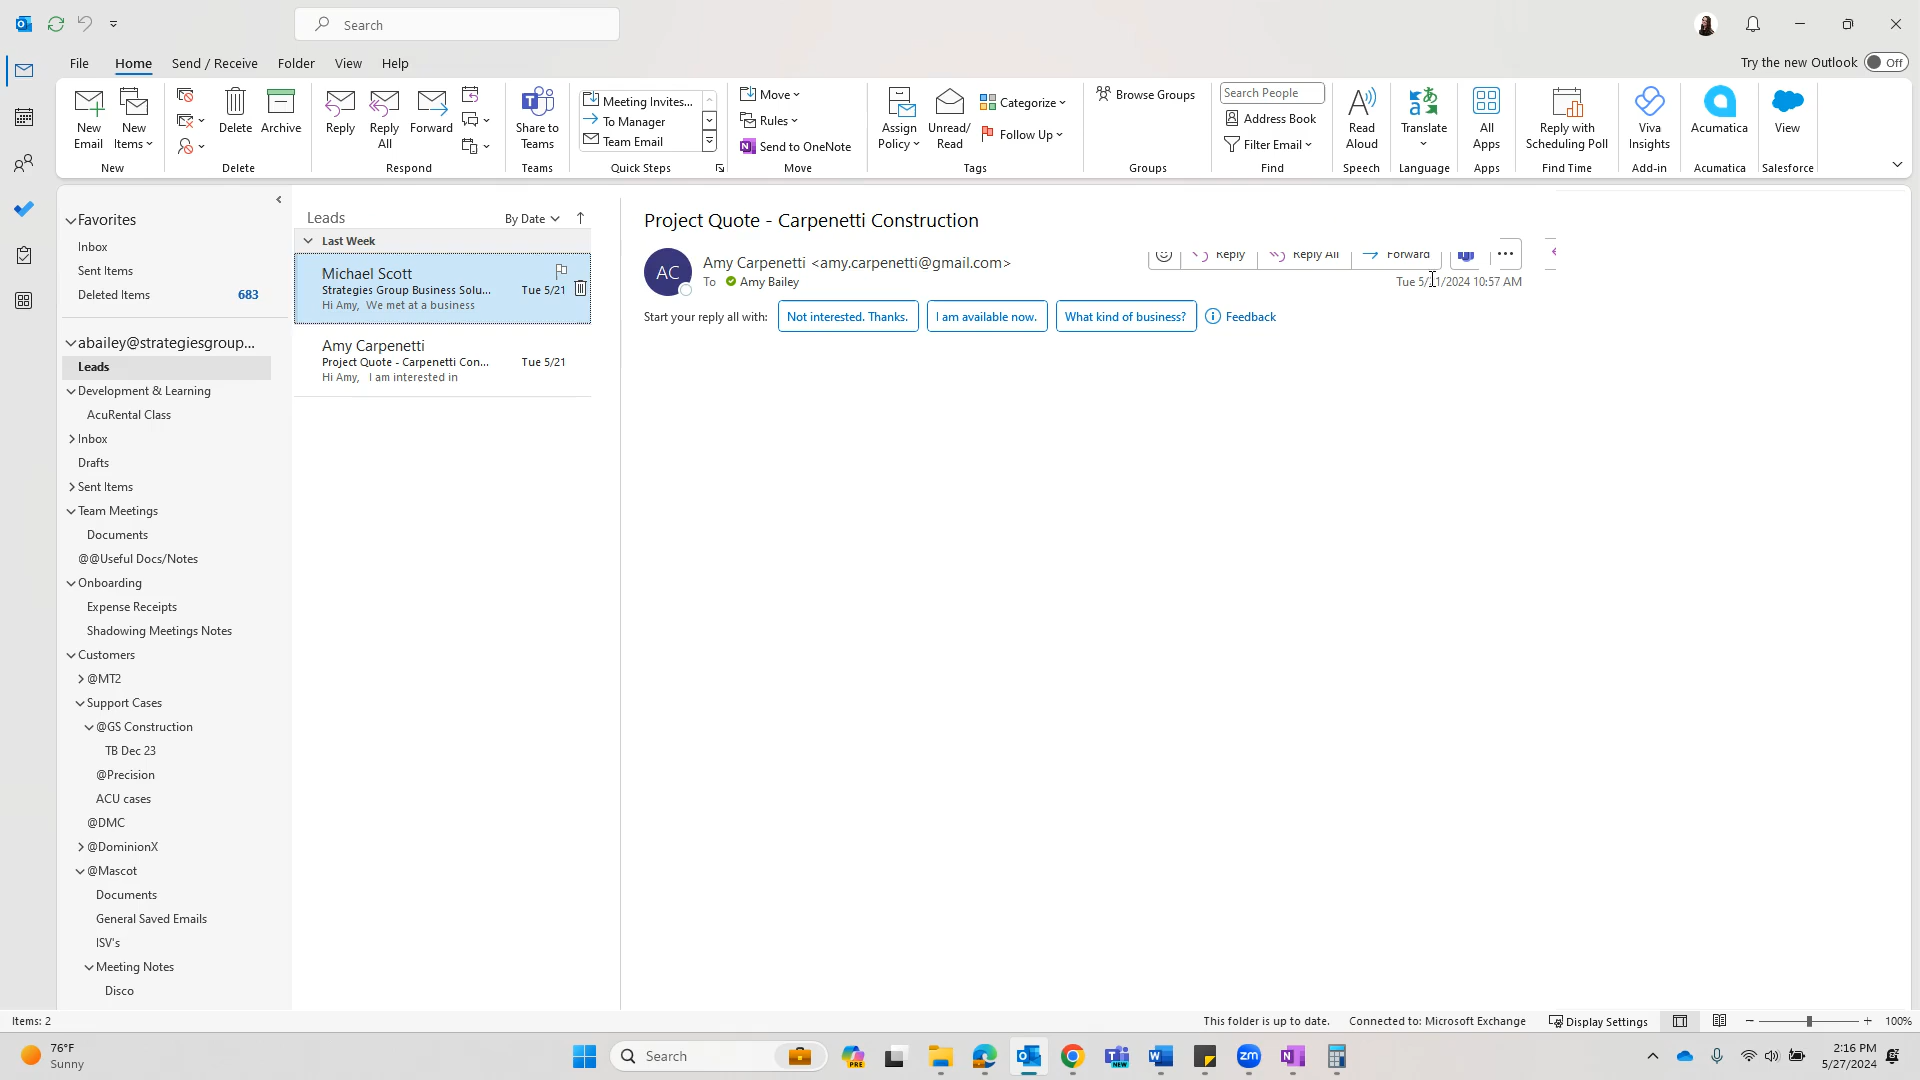 Search
File Home Send / Receive Folder View Help
Try the new Outlook Off
New Email
New Items
Delete
Archive
Reply
Reply All
Forward
Share to Teams
Meeting Invites...
To Manager
Team Email
Move
Rules
Send to OneNote
Assign Policy
Unread/ Read
Categorize
Follow Up
Browse Groups
Search People
Address Book
Filter Email
Read Aloud
Translate
All Apps
Reply with Scheduling Poll
Viva Insights
Acumatica
View
New Delete Respond Teams Quick Steps Move Tags Groups Find Speech Language Apps Find Time Add-in Acumatica Salesforce
Favorites
Inbox
Sent Items
Deleted Items 683
abailey@strategiesgroup...
Leads
Development & Learning
AcuRental Class
Inbox
Drafts
Sent Items
Team Meetings
Documents
@@Useful Docs/Notes
Onboarding
Expense Receipts
Shadowing Meetings Notes
Customers
@MT2
Support Cases
@GS Construction
TB Dec 23
@Precision
ACU cases
@DMC
@DominionX
@Mascot
Documents
General Saved Emails
ISV's
Meeting Notes
Disco
Leads By Date
Last Week
Michael Scott
Strategies Group Business Solu... Tue 5/21
Hi Amy, We met at a business
Amy Carpenetti
Project Quote - Carpenetti Con... Tue 5/21
Hi Amy, I am interested in
Project Quote - Carpenetti Construction
AC
Amy Carpenetti <amy.carpenetti@gmail.com>
To Amy Bailey
Reply Reply All Forward
Tue 5/21/2024 10:57 AM
Start your reply all with: Not interested. Thanks. I am available now. What kind of business? Feedback
Items: 2
This folder is up to date. Connected to: Microsoft Exchange Display Settings 100%
76°F
Sunny
Search
PRE
NEW
zm
2:16 PM
5/27/2024